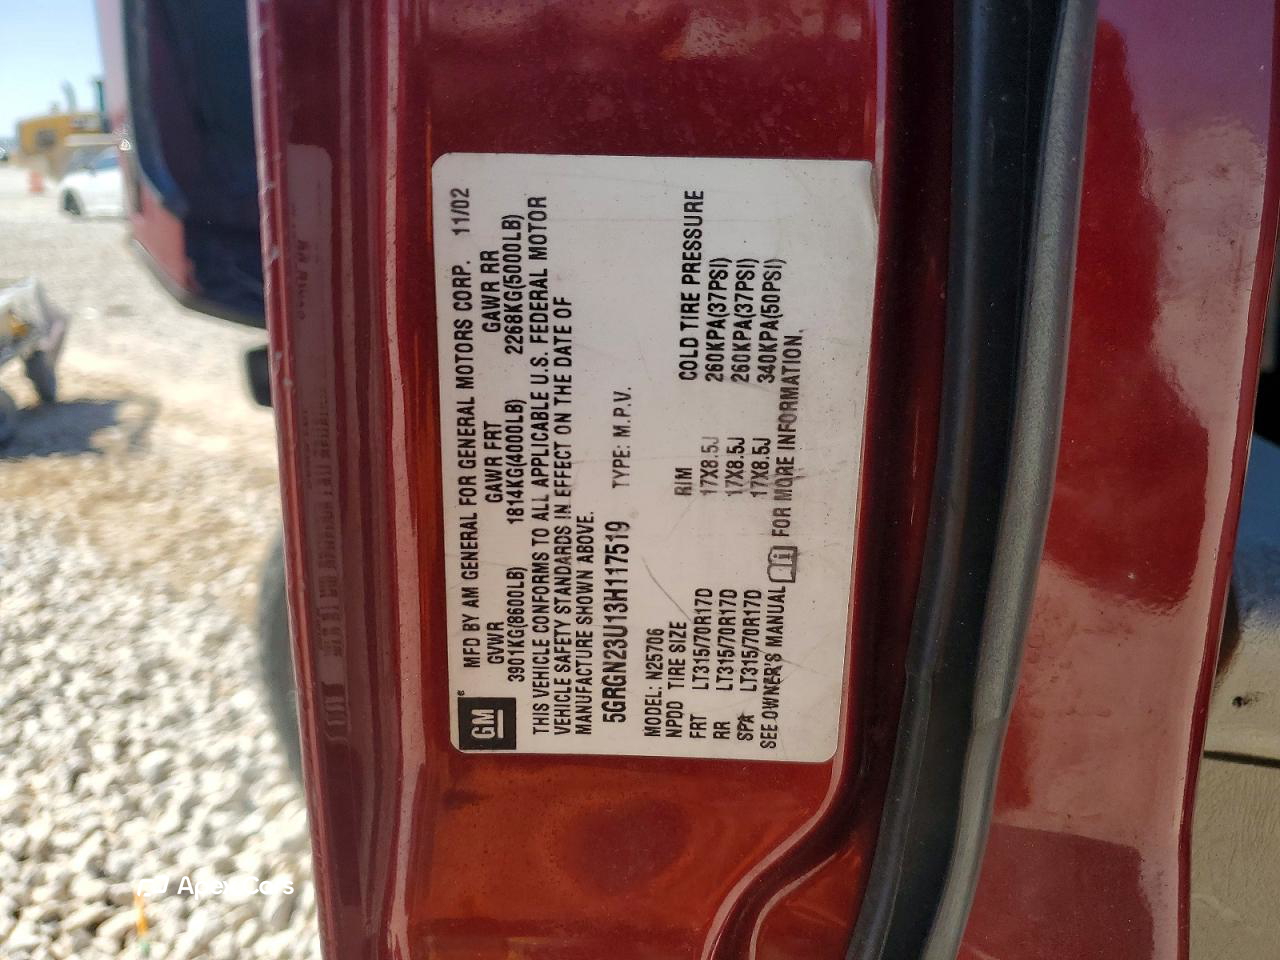 GM
MFD BY AM GENERAL FOR GENERAL MOTORS CORP. 11/02
GVWR GAWR FRT GAWR RR
3901KG(8600LB) 1814KG(4000LB) 2268KG(5000LB)
THIS VEHICLE CONFORMS TO ALL APPLICABLE U.S. FEDERAL MOTOR
VEHICLE SAFETY STANDARDS IN EFFECT ON THE DATE OF
MANUFACTURE SHOWN ABOVE.
5GRGN23U13H117519 TYPE: M.P.V.
MODEL: N25706
NPDD TIRE SIZE RIM COLD TIRE PRESSURE
FRT LT315/70R17D 17X8.5J 260KPA(37PSI)
RR LT315/70R17D 17X8.5J 260KPA(37PSI)
SPA LT315/70R17D 17X8.5J 340KPA(50PSI)
SEE OWNER'S MANUAL FOR MORE INFORMATION.
Apex Cars